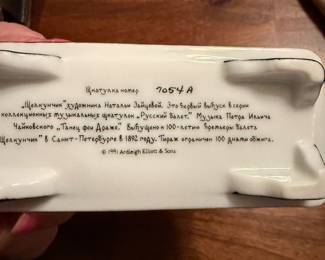 Шкатулка номер 7054 A
„Щелкунчик" художника Натальи Зайцевой. Это первый выпуск в серии
коллекционных музыкальных шкатулки „Русский Балет." Музыка Петра Ильича
Чайковского „Танец феи Драже." Выпущено к 100-летию премьеры балета
Щелкунчик" в Санкт-Петербурге в 1892 году. Тираж ограничен 100 днями обжига.
© 1991 Ardleigh Elliott & Sons